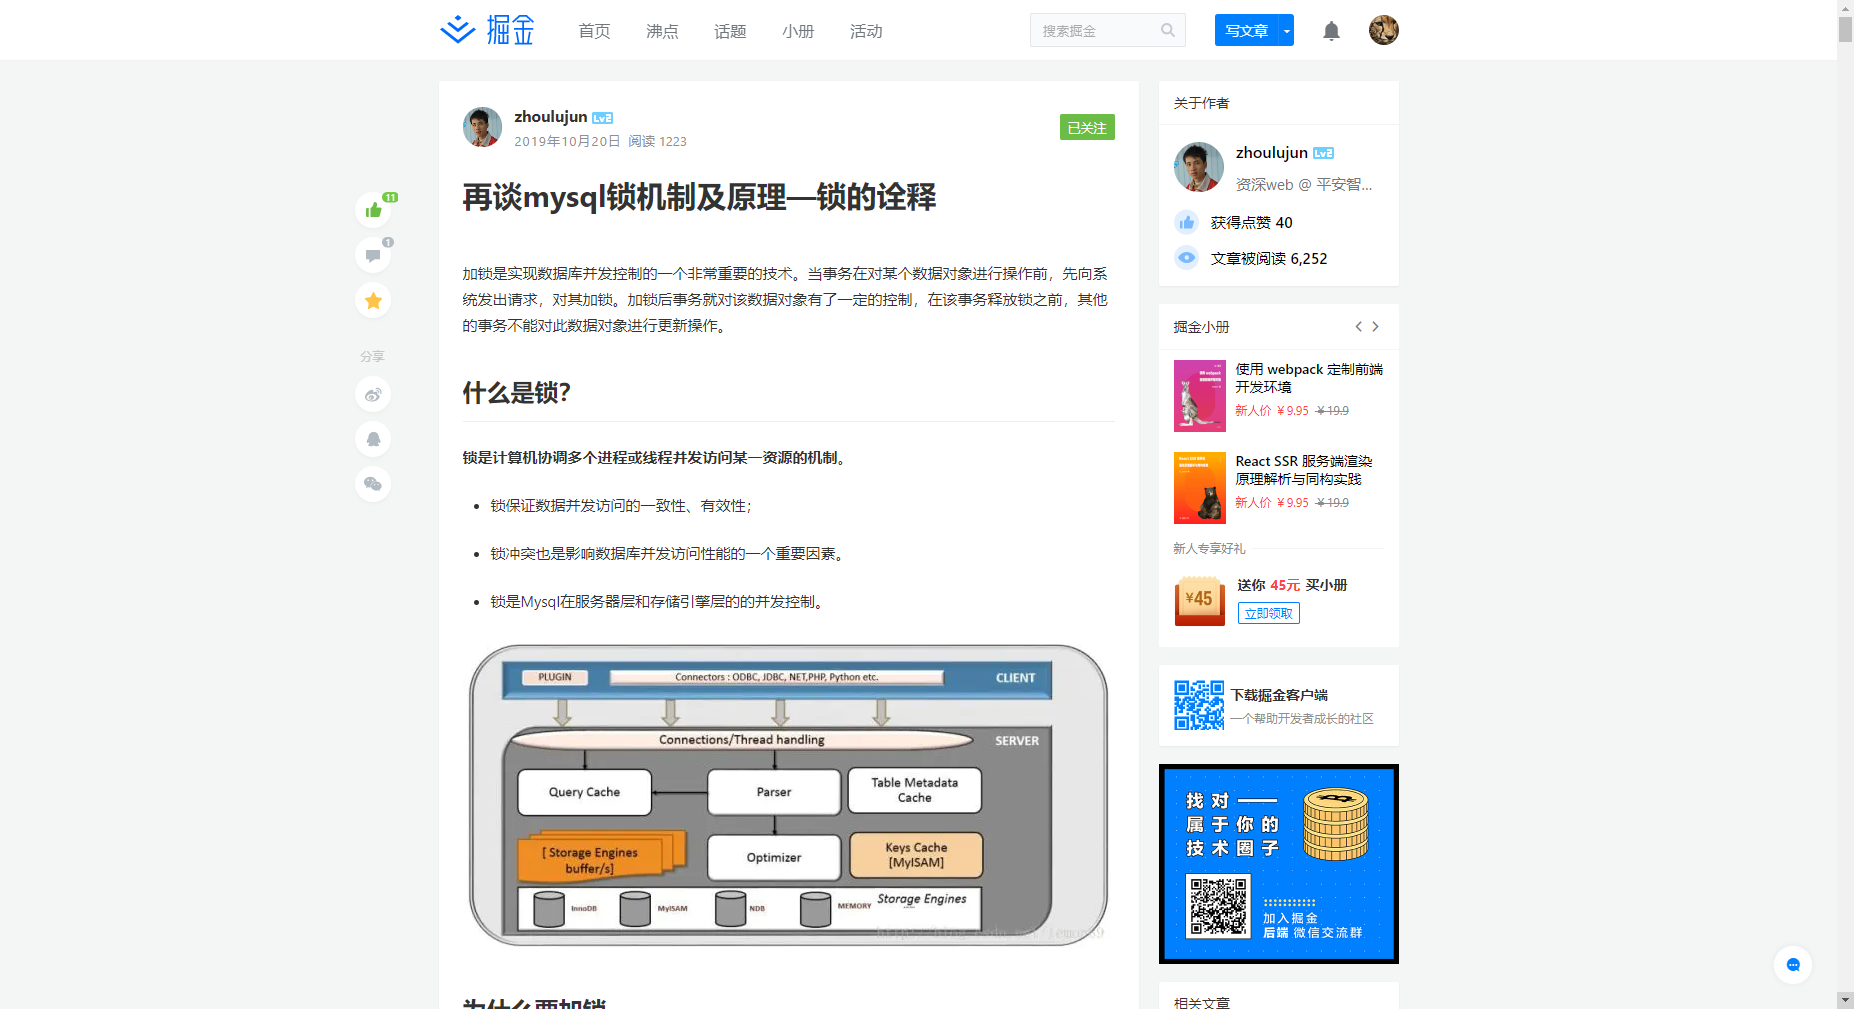 掘金
首页 沸点 话题 小册 活动
搜索掘金
写文章
zhoulujun Lv2
2019年10月20日 阅读 1223
已关注
再谈mysql锁机制及原理—锁的诠释
11
1
分享
加锁是实现数据库并发控制的一个非常重要的技术。当事务在对某个数据对象进行操作前，先向系
统发出请求，对其加锁。加锁后事务就对该数据对象有了一定的控制，在该事务释放锁之前，其他
的事务不能对此数据对象进行更新操作。
什么是锁？
锁是计算机协调多个进程或线程并发访问某一资源的机制。
锁保证数据并发访问的一致性、有效性；
锁冲突也是影响数据库并发访问性能的一个重要因素。
锁是Mysql在服务器层和存储引擎层的的并发控制。
PLUGIN
Connectors : ODBC, JDBC, NET,PHP, Python etc.
CLIENT
Connections/Thread handling
SERVER
Query Cache
Parser
Table Metadata
Cache
[ Storage Engines
buffer/s]
Optimizer
Keys Cache
[MyISAM]
InnoDB
MyISAM
NDB
MEMORY
Storage Engines
为什么要加锁
关于作者
zhoulujun Lv2
资深web @ 平安智...
获得点赞 40
文章被阅读 6,252
掘金小册
使用 webpack 定制前端
开发环境
新人价 ￥9.95 ￥19.9
React SSR 服务端渲染
原理解析与同构实践
新人价 ￥9.95 ￥19.9
新人专享好礼
¥45
送你 45元 买小册
立即领取
下载掘金客户端
一个帮助开发者成长的社区
找对——
属于你的
技术圈子
加入掘金
后端 微信交流群
相关文章